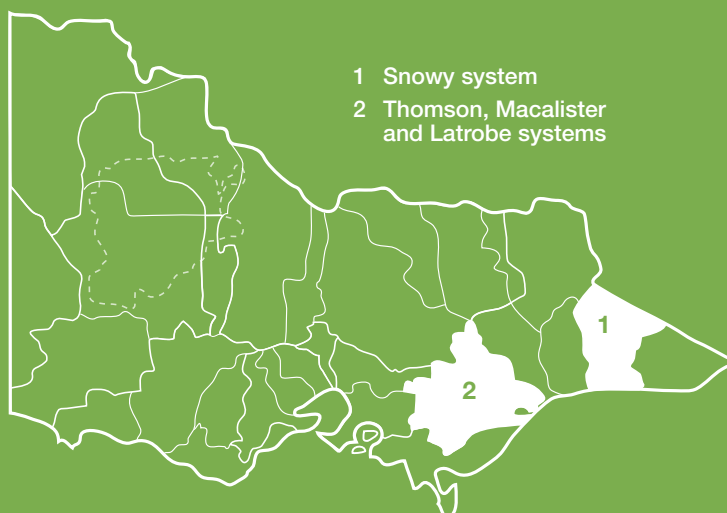 1 Snowy system
2 Thomson, Macalister
and Latrobe systems
1
2